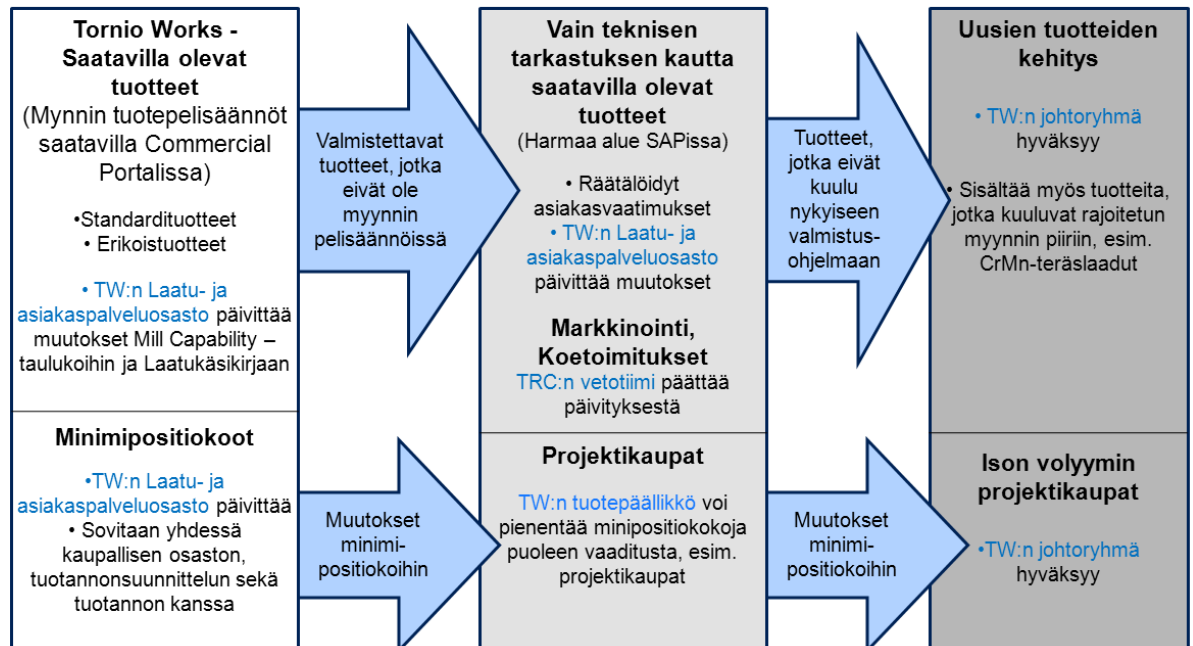 Tornio Works -
Saatavilla olevat
tuotteet
(Mynnin tuotepelisäännöt
saatavilla Commercial
Portalissa)
•Standardituotteet
• Erikoistuotteet
• TW:n Laatu- ja
asiakaspalveluosasto päivittää
muutokset Mill Capability –
taulukoihin ja Laatukäsikirjaan
Minimipositiokoot
•TW:n Laatu- ja
asiakaspalveluosasto päivittää
• Sovitaan yhdessä
kaupallisen osaston,
tuotannonsuunnittelun sekä
tuotannon kanssa
Valmistettavat
tuotteet, jotka
eivät ole
myynnin
pelisäännöissä
Muutokset
minimi-
positiokoihin
Vain teknisen
tarkastuksen kautta
saatavilla olevat
tuotteet
(Harmaa alue SAPissa)
• Räätälöidyt
asiakasvaatimukset
• TW:n Laatu- ja
asiakaspalveluosasto
päivittää muutokset
Markkinointi,
Koetoimitukset
TRC:n vetotiimi päättää
päivityksestä
Projektikaupat
TW:n tuotepäällikkö voi
pienentää minipositiokokoja
puoleen vaaditusta, esim.
projektikaupat
Tuotteet,
jotka eivät
kuulu
nykyiseen
valmistus-
ohjelmaan
Muutokset
minimi-
positiokoihin
Uusien tuotteiden
kehitys
• TW:n johtoryhmä
hyväksyy
• Sisältää myös tuotteita,
jotka kuuluvat rajoitetun
myynnin piiriin, esim.
CrMn-teräslaadut
Ison volyymin
projektikaupat
•TW:n johtoryhmä
hyväksyy